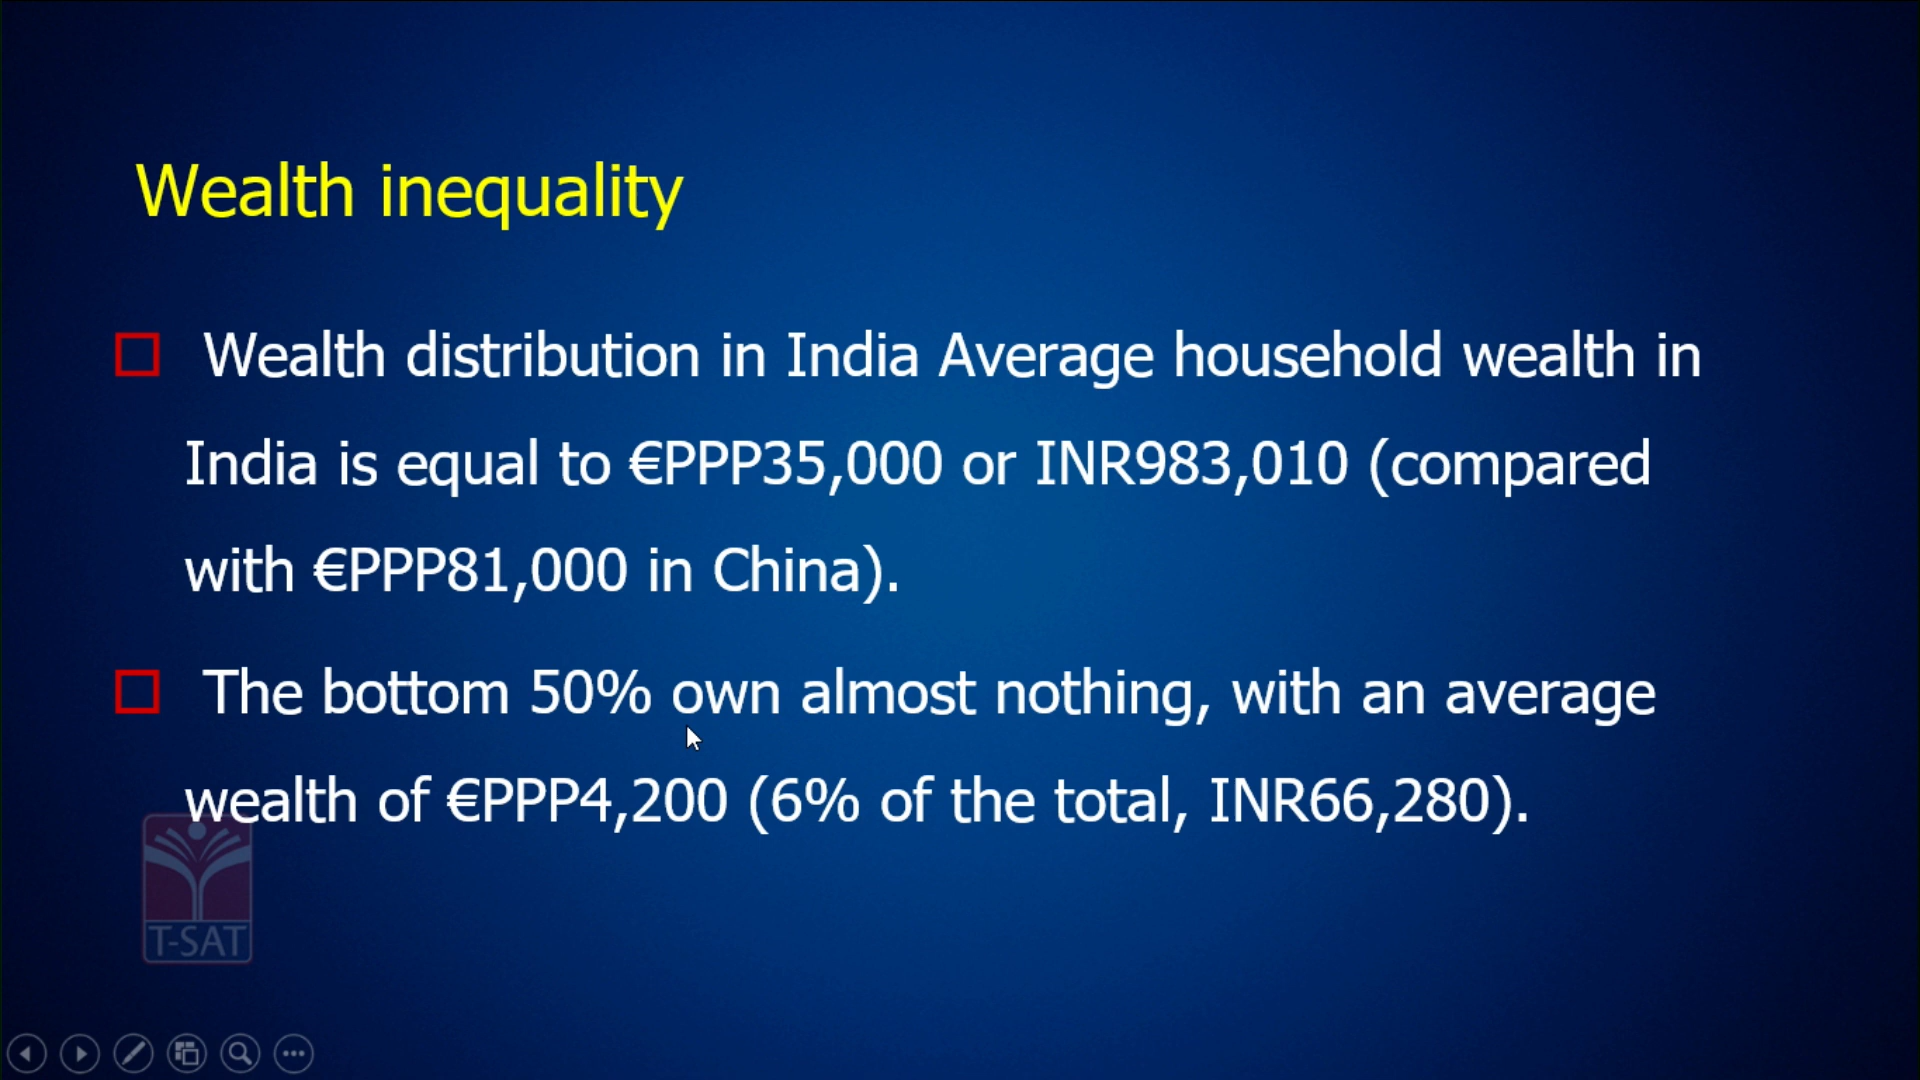 Wealth inequality
Wealth distribution in India Average household wealth in
India is equal to €PPP35,000 or INR983,010 (compared
with €PPP81,000 in China).
The bottom 50% own almost nothing, with an average
wealth of €PPP4,200 (6% of the total, INR66,280).
T-SAT